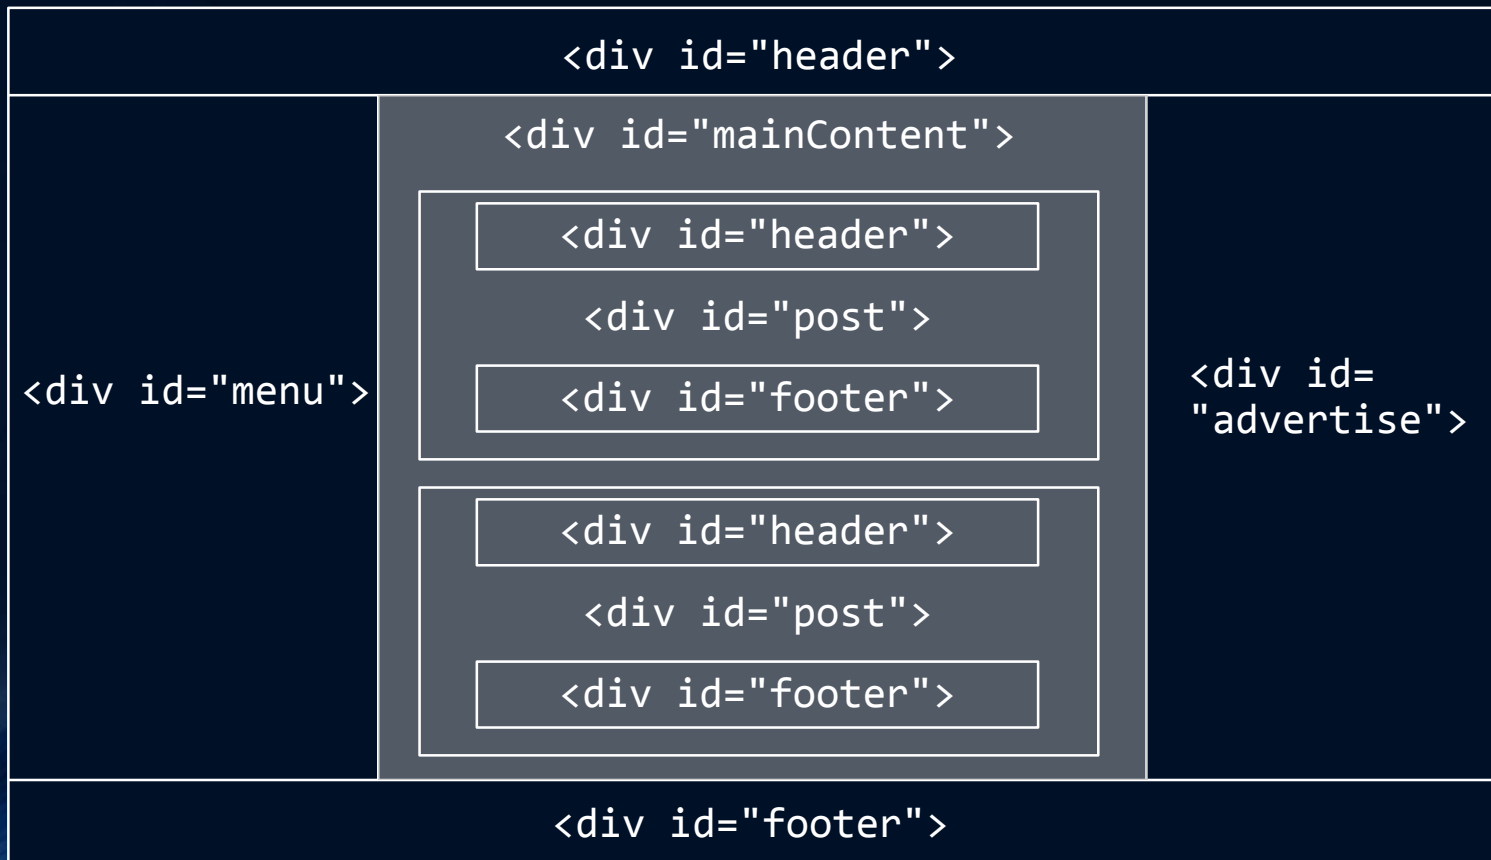 <div id="header">
<div id="menu">
<div id="mainContent">
<div id="header">
<div id="post">
<div id="footer">
<div id="header">
<div id="post">
<div id="footer">
<div id=
"advertise">
<div id="footer">